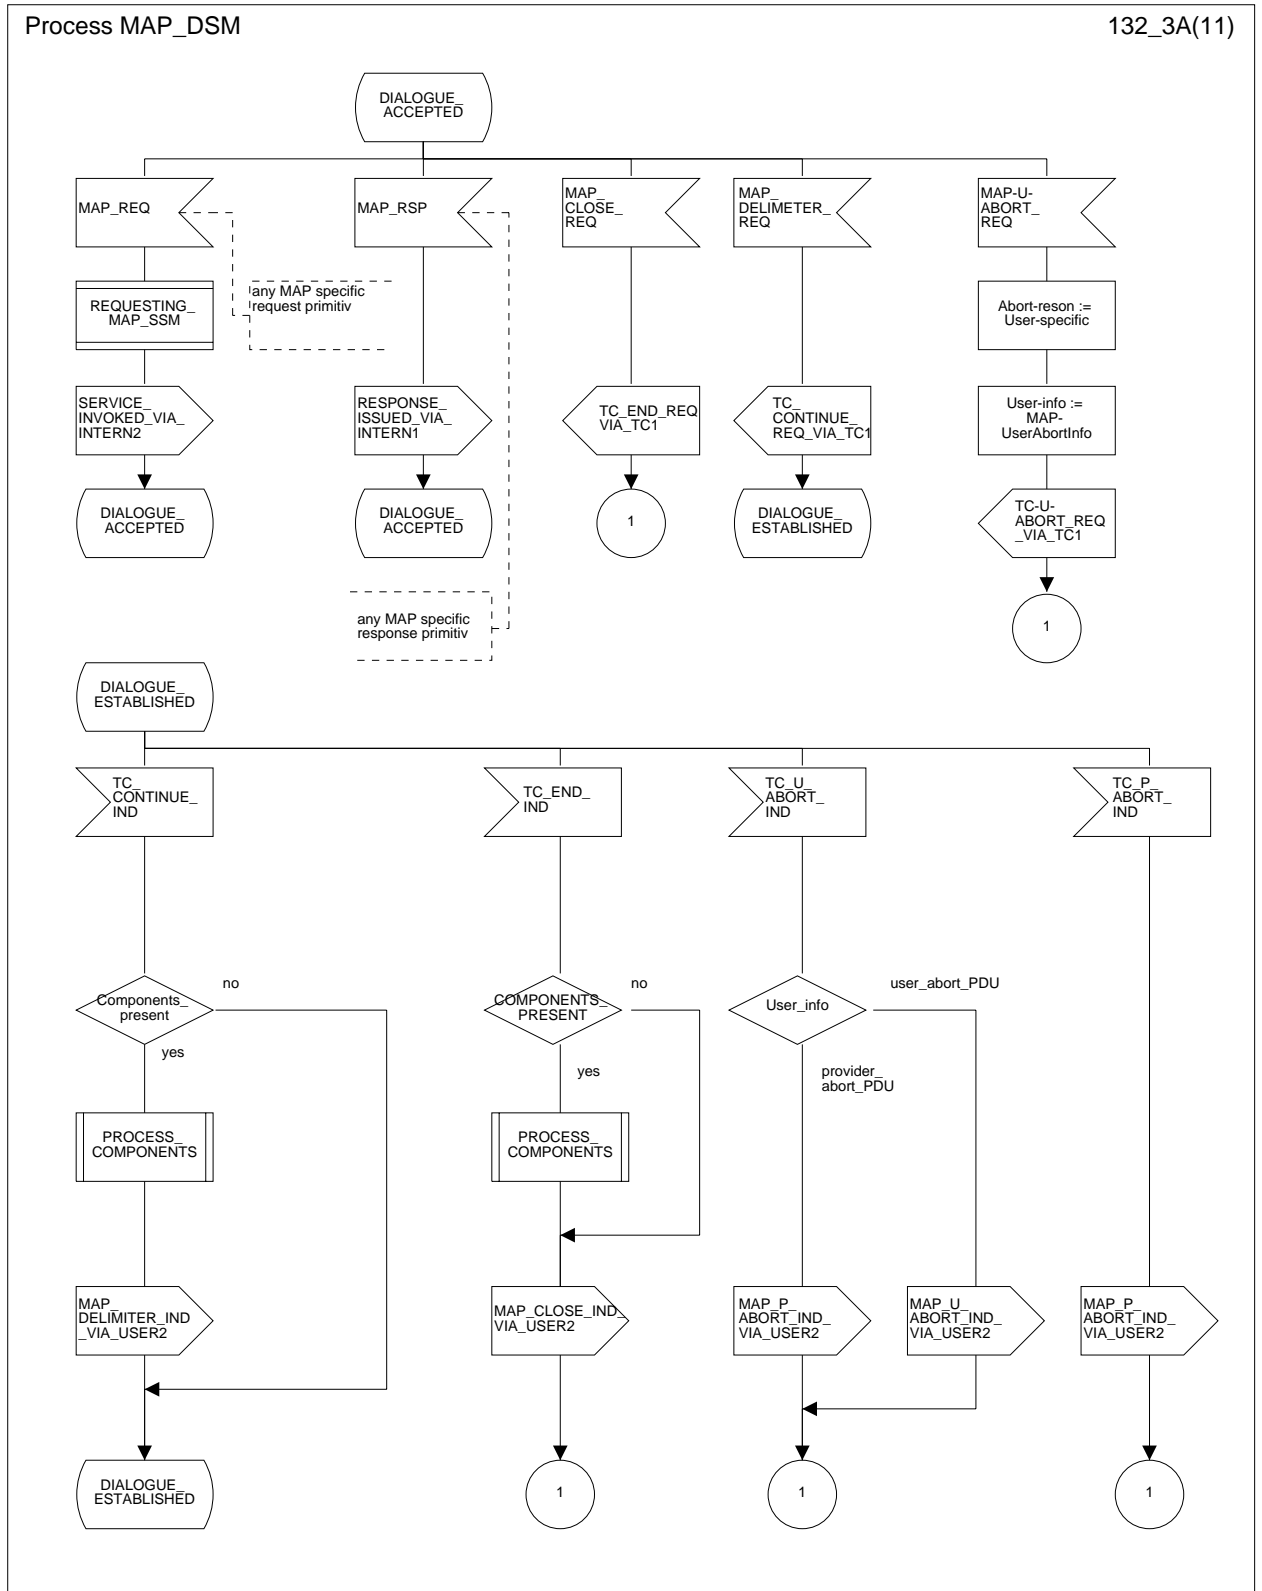 Process MAP_DSM
132_3A(11)
DIALOGUE_
ACCEPTED
MAP_REQ
MAP_RSP
MAP_
CLOSE_
REQ
MAP_
DELIMETER_
REQ
MAP-U-
ABORT_
REQ
any MAP specific
request primitiv
REQUESTING_
MAP_SSM
Abort-reson :=
User-specific
SERVICE_
INVOKED_VIA_
INTERN2
RESPONSE_
ISSUED_VIA_
INTERN1
TC_END_REQ
VIA_TC1
TC_
CONTINUE_
REQ_VIA_TC1
User-info :=
MAP-
UserAbortInfo
DIALOGUE_
ACCEPTED
DIALOGUE_
ACCEPTED
1
DIALOGUE_
ESTABLISHED
TC-U-
ABORT_REQ
_VIA_TC1
any MAP specific
response primitiv
1
DIALOGUE_
ESTABLISHED
TC_
CONTINUE_
IND
TC_END_
IND
TC_U_
ABORT_
IND
TC_P_
ABORT_
IND
Components_
present
no
yes
COMPONENTS_
PRESENT
no
yes
User_info
user_abort_PDU
provider_
abort_PDU
PROCESS_
COMPONENTS
PROCESS_
COMPONENTS
MAP_
DELIMITER_IND
_VIA_USER2
MAP_CLOSE_IND_
VIA_USER2
MAP_P_
ABORT_IND_
VIA_USER2
MAP_U_
ABORT_IND_
VIA_USER2
MAP_P_
ABORT_IND_
VIA_USER2
DIALOGUE_
ESTABLISHED
1
1
1